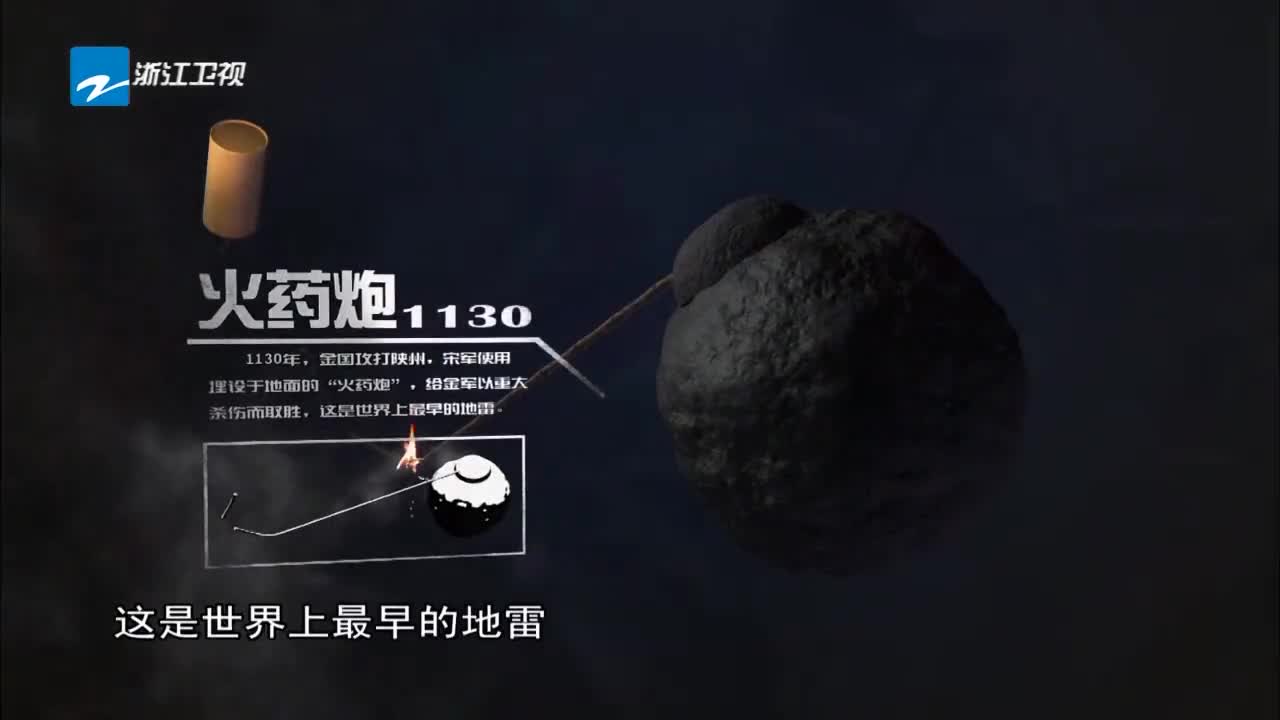 浙江卫视
火药炮1130
1130年，金国攻打陕州，宋军使用
埋设于地面的“火药炮”，给金军以重大
杀伤而取胜，这是世界上最早的地雷。
这是世界上最早的地雷